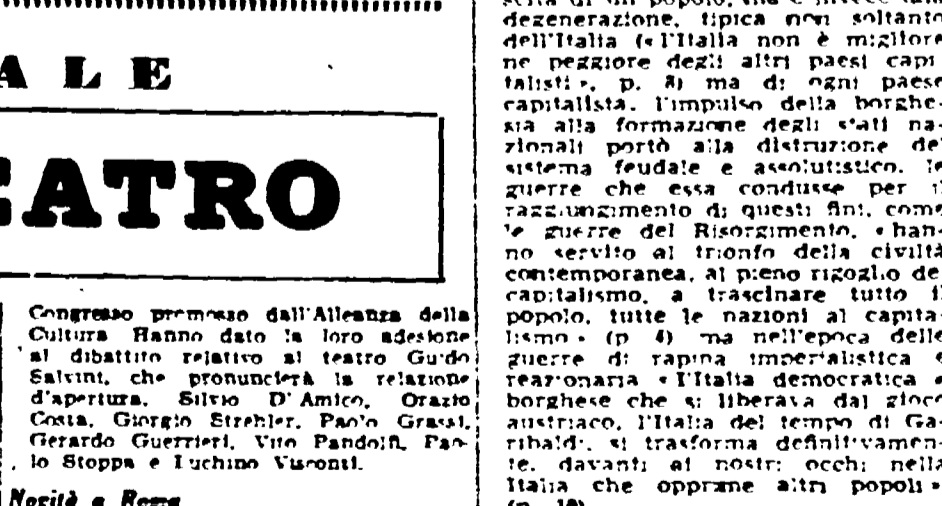 ALE
EATRO
Congresso promosso dall'Alleanza della
Cultura Hanno dato la loro adesione
al dibattito relativo al teatro Guido
Salvini, che pronuncierà la relazione
d'apertura, Silvio D'Amico, Orazio
Costa, Giorgio Strehler, Paolo Grassi,
Gerardo Guerrieri, Vito Pandolfi, Pao-
lo Stoppa e Luchino Visconti.
Novità a Roma
dezenerazione, tipica non soltanto
dell'Italia («l'Italia non è migliore
ne peggiore degli altri paesi capi
talisti», p. 8) ma di ogni paese
capitalista. l'impulso della borghe-
sia alla formazione degli stati na-
zionali portò alla distruzione del
sistema feudale e assolutistico. le
guerre che essa condusse per il
raggiungimento di questi fini, come
le guerre del Risorgimento, «han-
no servito al trionfo della civiltà
contemporanea, al pieno rigoglio del
capitalismo, a trascinare tutto il
popolo, tutte le nazioni al capita-
lismo» (p 4) ma nell'epoca delle
guerre di rapina imperialistica e
reazionaria «l'Italia democratica e
borghese che si liberava dal gioco
austriaco, l'Italia del tempo di Ga-
ribaldi, si trasforma definitivamen-
te, davanti ai nostri occhi nella
Italia che opprime altri popoli»
(p. 10)